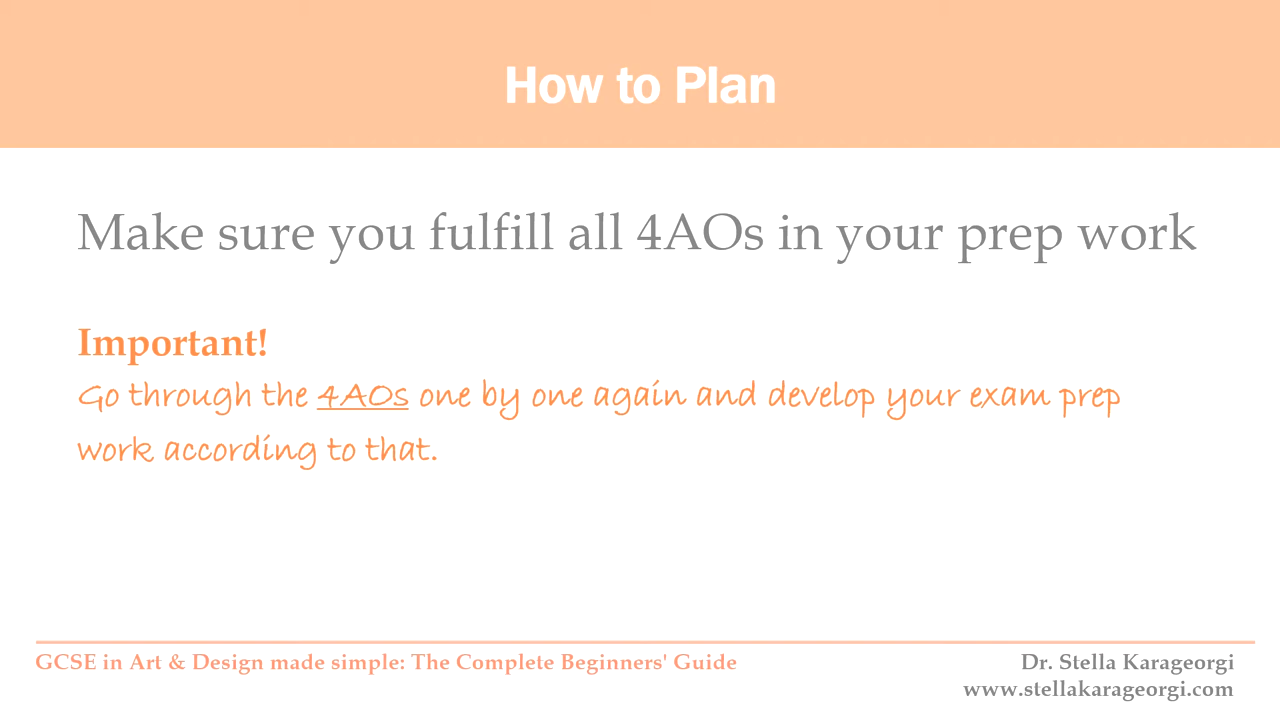 How to Plan
Make sure you fulfill all 4AOs in your prep work
Important!
Go through the 4AOs one by one again and develop your exam prep
work according to that.
GCSE in Art & Design made simple: The Complete Beginners' Guide
Dr. Stella Karageorgi
www.stellakarageorgi.com